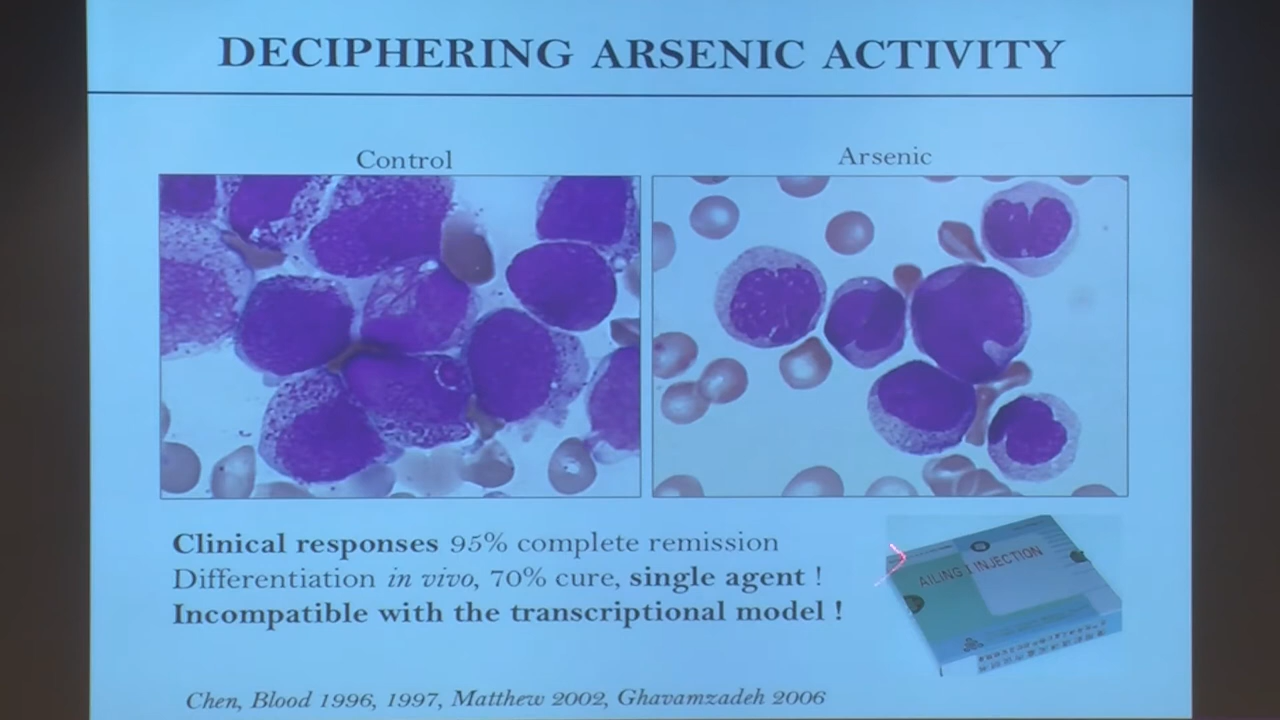 DECIPHERING ARSENIC ACTIVITY
Control
Arsenic
Clinical responses 95% complete remission
Differentiation in vivo, 70% cure, single agent !
Incompatible with the transcriptional model !
AILING I INJECTION
Chen, Blood 1996, 1997, Matthew 2002, Ghavamzadeh 2006